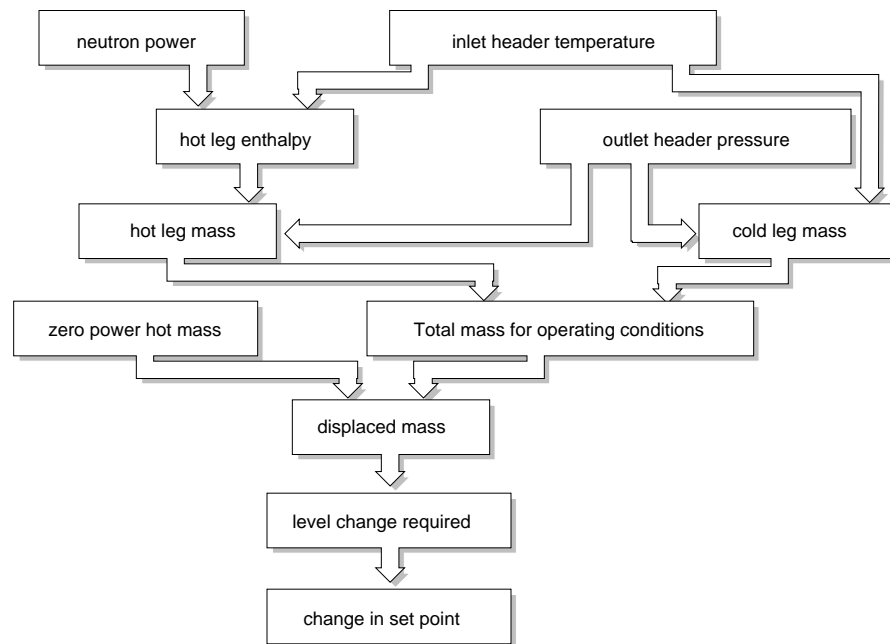 neutron power
inlet header temperature
hot leg enthalpy
outlet header pressure
hot leg mass
cold leg mass
zero power hot mass
Total mass for operating conditions
displaced mass
level change required
change in set point